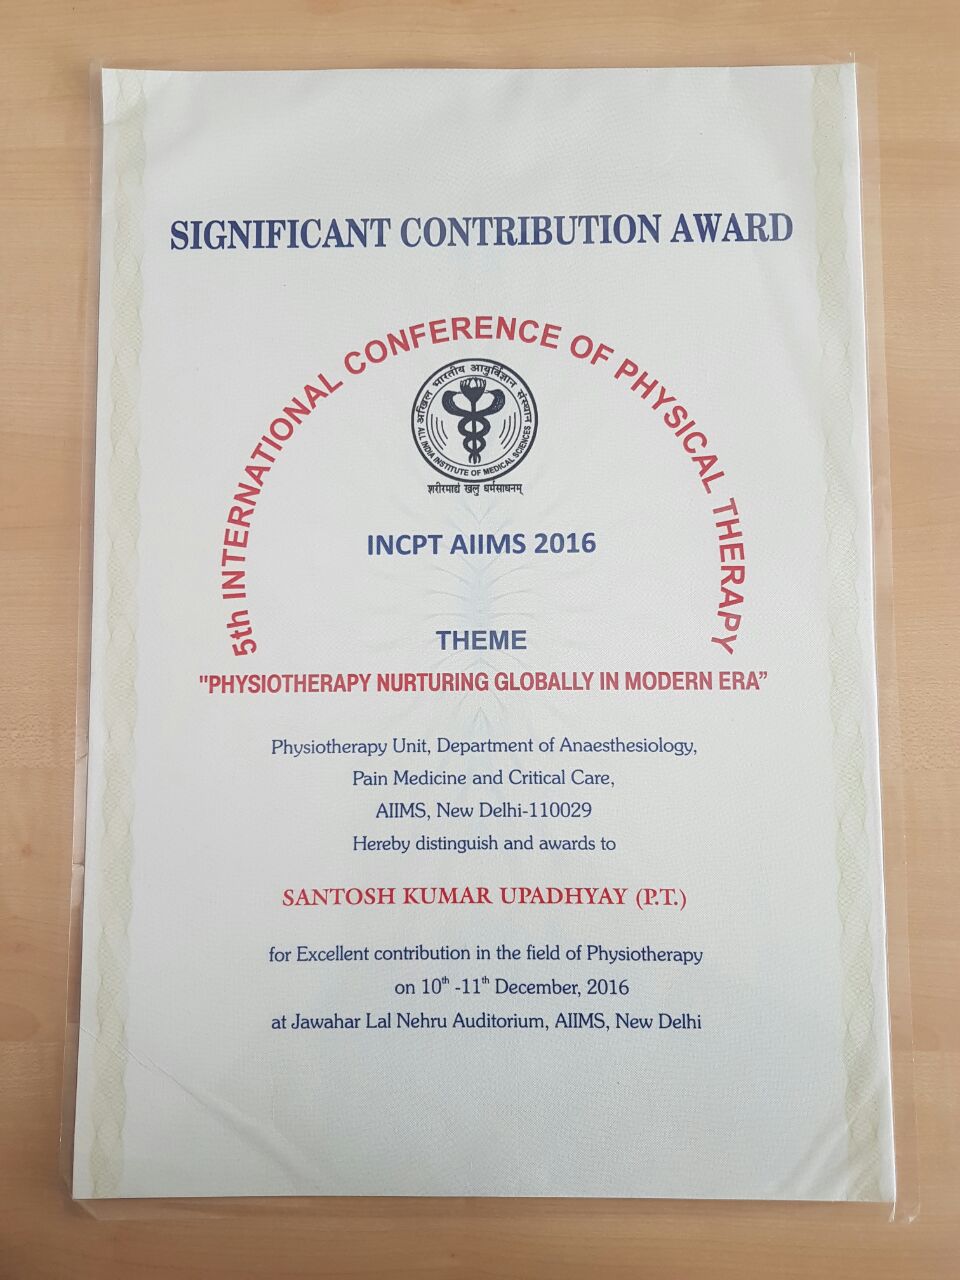 SIGNIFICANT CONTRIBUTION AWARD
5th INTERNATIONAL CONFERENCE OF PHYSICAL THERAPY
अखिल भारतीय आयुर्विज्ञान संस्थान
ALL INDIA INSTITUTE OF MEDICAL SCIENCES
शरीरमाद्यं खलु धर्मसाधनम्
INCPT AIIMS 2016
THEME
"PHYSIOTHERAPY NURTURING GLOBALLY IN MODERN ERA”
Physiotherapy Unit, Department of Anaesthesiology,
Pain Medicine and Critical Care,
AIIMS, New Delhi-110029
Hereby distinguish and awards to
SANTOSH KUMAR UPADHYAY (P.T.)
for Excellent contribution in the field of Physiotherapy
on 10th -11th December, 2016
at Jawahar Lal Nehru Auditorium, AIIMS, New Delhi